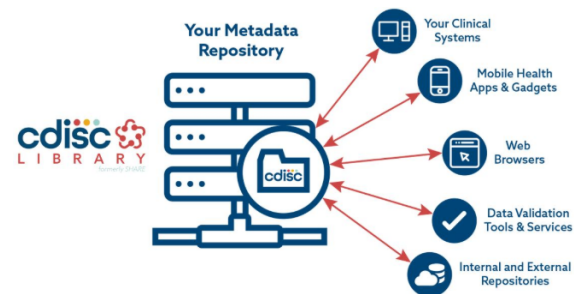 Your Metadata
Repository
cdisc
LIBRARY
formerly SHARE
cdisc
Your Clinical
Systems
Mobile Health
Apps & Gadgets
Web
Browsers
Data Validation
Tools & Services
Internal and External
Repositories